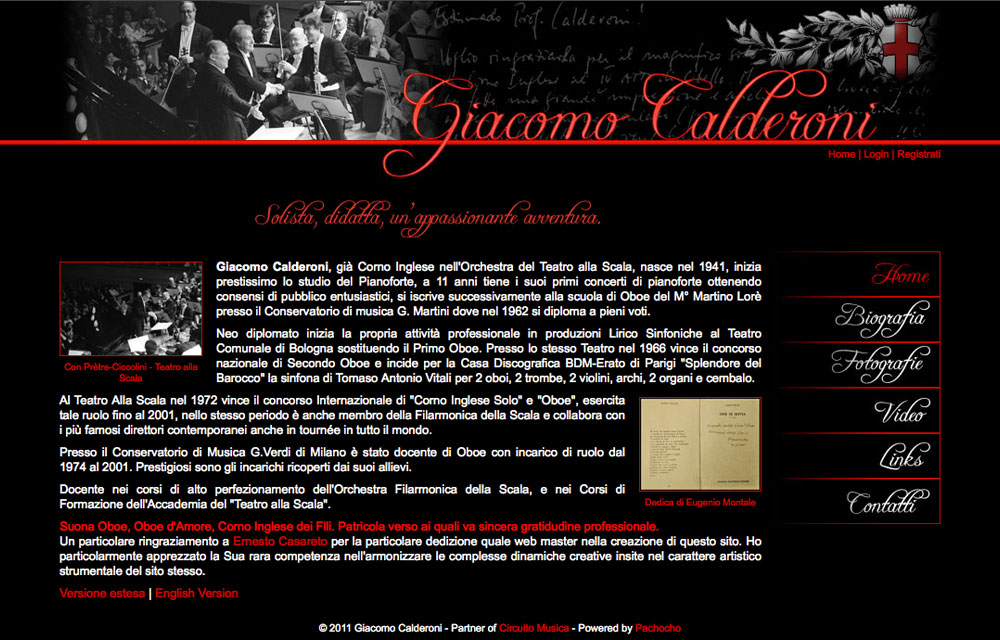 Estimado Prof. Calderoni!
Giacomo Calderoni
Home | Login | Registrati
Solista, didatta, un'appassionante avventura.
Con Prêtre-Ciccolini - Teatro alla
Scala
Giacomo Calderoni, già Corno Inglese nell'Orchestra del Teatro alla Scala, nasce nel 1941, inizia
prestissimo lo studio del Pianoforte, a 11 anni tiene i suoi primi concerti di pianoforte ottenendo
consensi di pubblico entusiastici, si iscrive successivamente alla scuola di Oboe del M° Martino Lorè
presso il Conservatorio di musica G. Martini dove nel 1962 si diploma a pieni voti.
Neo diplomato inizia la propria attività professionale in produzioni Lirico Sinfoniche al Teatro
Comunale di Bologna sostituendo il Primo Oboe. Presso lo stesso Teatro nel 1966 vince il concorso
nazionale di Secondo Oboe e incide per la Casa Discografica BDM-Erato di Parigi "Splendore del
Barocco" la sinfona di Tomaso Antonio Vitali per 2 oboi, 2 trombe, 2 violini, archi, 2 organi e cembalo.
Al Teatro Alla Scala nel 1972 vince il concorso Internazionale di "Corno Inglese Solo" e "Oboe", esercita
tale ruolo fino al 2001, nello stesso periodo è anche membro della Filarmonica della Scala e collabora con
i più famosi direttori contemporanei anche in tournée in tutto il mondo.
Presso il Conservatorio di Musica G.Verdi di Milano è stato docente di Oboe con incarico di ruolo dal
1974 al 2001. Prestigiosi sono gli incarichi ricoperti dai suoi allievi.
Docente nei corsi di alto perfezionamento dell'Orchestra Filarmonica della Scala, e nei Corsi di
Formazione dell'Accademia del "Teatro alla Scala".
Dedica di Eugenio Montale
Suona Oboe, Oboe d'Amore, Corno Inglese dei Flli. Patricola verso ai quali va sincera gratidudine professionale.
Un particolare ringraziamento a Ernesto Casareto per la particolare dedizione quale web master nella creazione di questo sito. Ho
particolarmente apprezzato la Sua rara competenza nell'armonizzare le complesse dinamiche creative insite nel carattere artistico
strumentale del sito stesso.
Versione estesa | English Version
Home
Biografia
Fotografie
Video
Links
Contatti
© 2011 Giacomo Calderoni - Partner of Circuito Musica - Powered by Pachocho